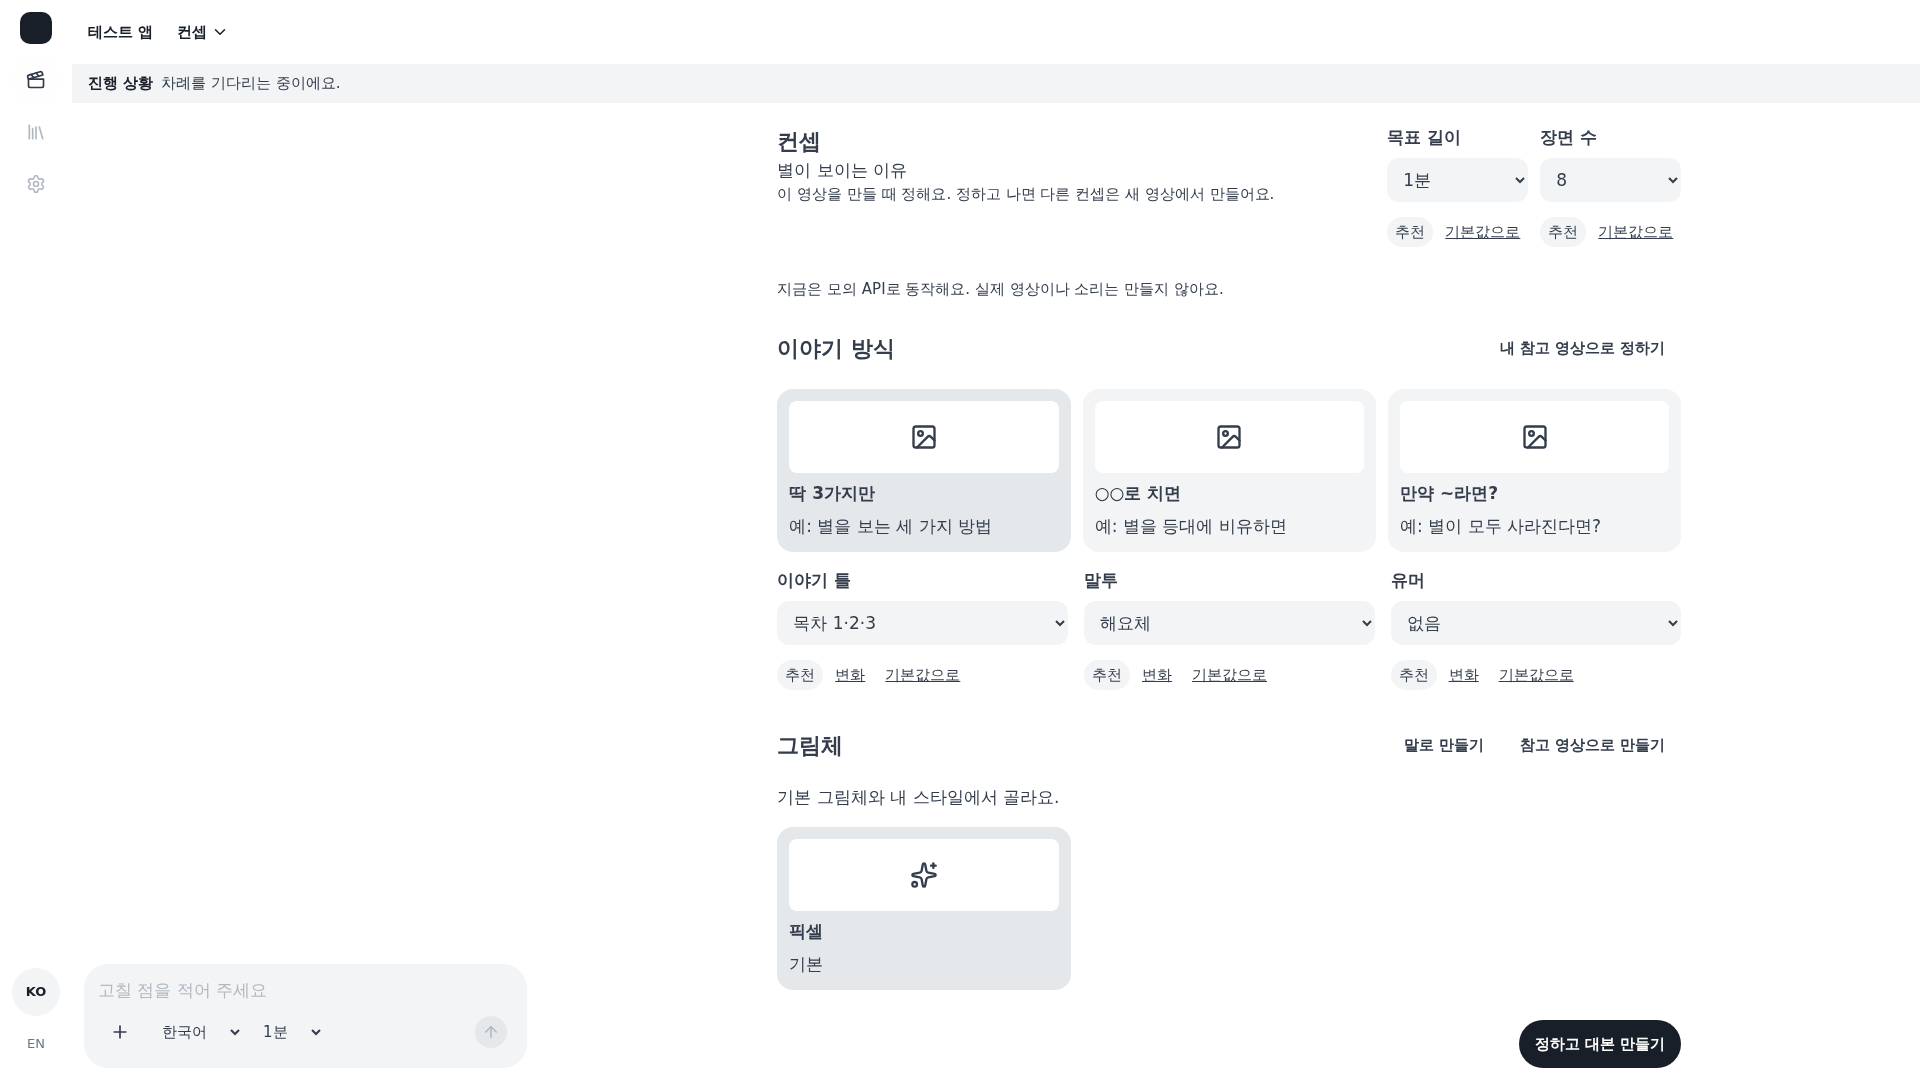 테스트 앱
컨셉
진행 상황 차례를 기다리는 중이에요.
컨셉
별이 보이는 이유
이 영상을 만들 때 정해요. 정하고 나면 다른 컨셉은 새 영상에서 만들어요.
목표 길이
장면 수
1분
8
추천 기본값으로
추천 기본값으로
지금은 모의 API로 동작해요. 실제 영상이나 소리는 만들지 않아요.
이야기 방식
내 참고 영상으로 정하기
딱 3가지만
예: 별을 보는 세 가지 방법
○○로 치면
예: 별을 등대에 비유하면
만약 ~라면?
예: 별이 모두 사라진다면?
이야기 틀
말투
유머
목차 1·2·3
해요체
없음
추천 변화 기본값으로
추천 변화 기본값으로
추천 변화 기본값으로
그림체
말로 만들기
참고 영상으로 만들기
기본 그림체와 내 스타일에서 골라요.
픽셀
기본
KO
EN
고칠 점을 적어 주세요
한국어
1분
정하고 대본 만들기